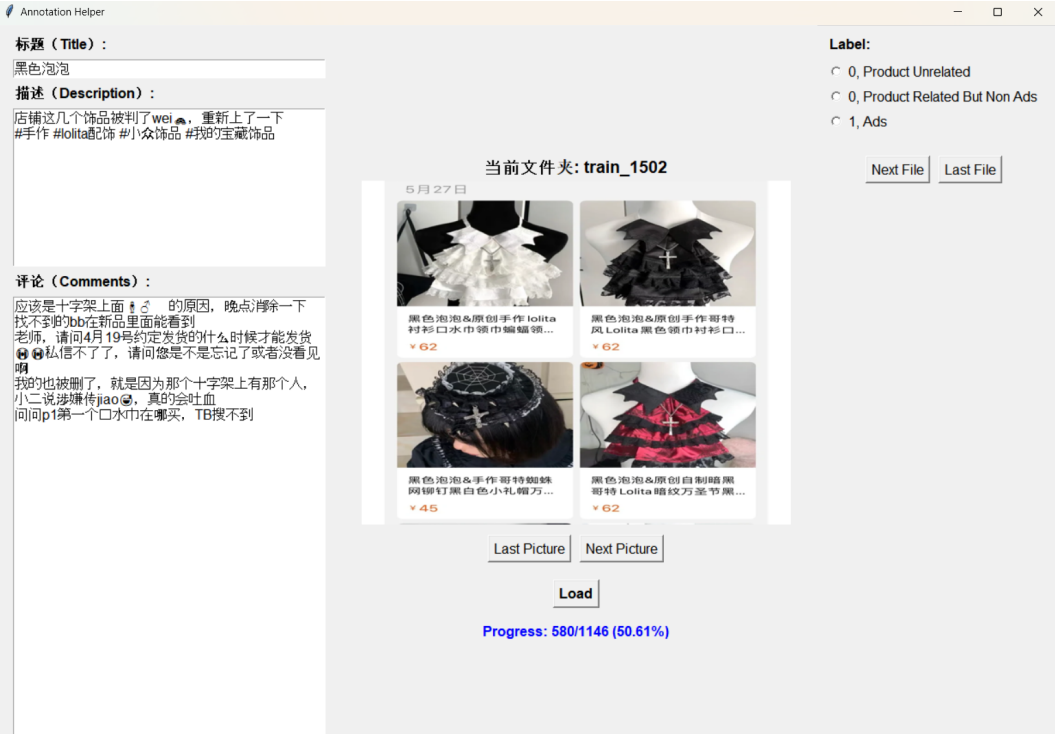 Annotation Helper
标题（Title）:
黑色泡泡
描述（Description）:
店铺这几个饰品被判了wei🕳，重新上了一下
#手作 #lolita配饰 #小众饰品 #我的宝藏饰品
评论（Comments）:
应该是十字架上面🕴♂ 的原因，晚点消除一下
找不到的bb在新品里面能看到
老师，请问4月19号约定发货的什么时候才能发货
😭😭私信不了了，请问您是不是忘记了或者没看见
啊
我的也被删了，就是因为那个十字架上有那个人，
小二说涉嫌传jiao😅，真的会吐血
问问p1第一个口水巾在哪买，TB搜不到
当前文件夹: train_1502
5月27日
黑色泡泡&原创手作lolita
衬衫口水巾领巾蝙蝠领...
¥62
黑色泡泡&原创手作哥特
风Lolita黑色领巾衬衫口...
¥62
黑色泡泡&手作哥特蜘蛛
网铆钉黑白色小礼帽万...
¥45
黑色泡泡&原创自制暗黑
哥特Lolita暗纹万圣节黑...
¥62
Last Picture
Next Picture
Load
Progress: 580/1146 (50.61%)
Label:
0, Product Unrelated
0, Product Related But Non Ads
1, Ads
Next File
Last File